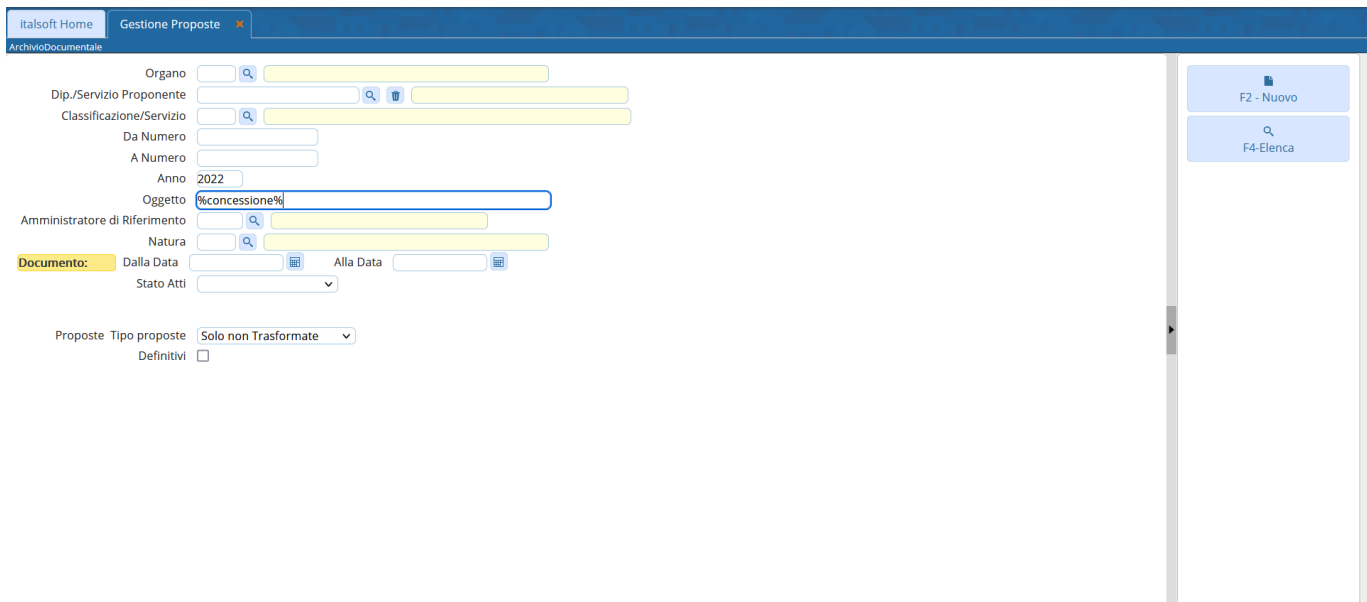 italsoft Home Gestione Proposte ×
ArchivioDocumentale
Organo
Dip./Servizio Proponente
Classificazione/Servizio
Da Numero
A Numero
Anno 2022
Oggetto %concessione%
Amministratore di Riferimento
Natura
Documento: Dalla Data Alla Data
Stato Atti
Proposte Tipo proposte Solo non Trasformate
Definitivi
F2 - Nuovo
F4-Elenca